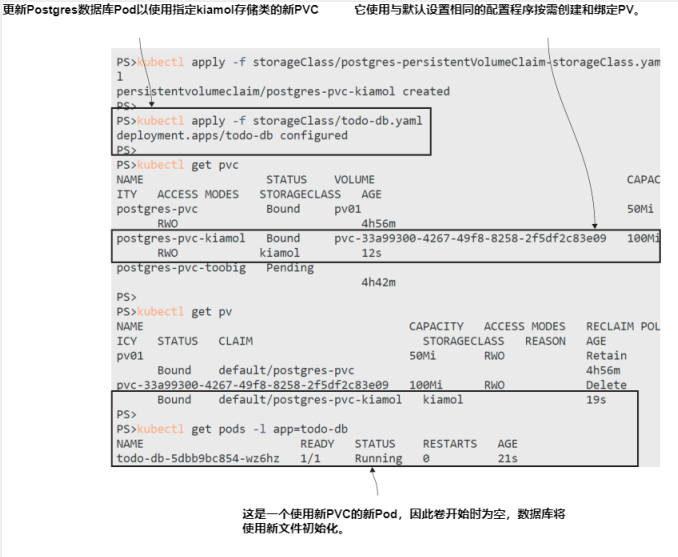 更新Postgres数据库Pod以使用指定kiamol存储类的新PVC
它使用与默认设置相同的配置程序按需创建和绑定PV。
PS>kubectl apply -f storageClass/postgres-persistentVolumeClaim-storageClass.yam
l
persistentvolumeclaim/postgres-pvc-kiamol created
PS>
PS>kubectl apply -f storageClass/todo-db.yaml
deployment.apps/todo-db configured
PS>
PS>kubectl get pvc
NAME STATUS VOLUME CAPAC
ITY ACCESS MODES STORAGECLASS AGE
postgres-pvc Bound pv01 50Mi
RWO 4h56m
postgres-pvc-kiamol Bound pvc-33a99300-4267-49f8-8258-2f5df2c83e09 100Mi
RWO kiamol 12s
postgres-pvc-toobig Pending
4h42m
PS>
PS>kubectl get pv
NAME CAPACITY ACCESS MODES RECLAIM POL
ICY STATUS CLAIM STORAGECLASS REASON AGE
pv01 50Mi RWO Retain
Bound default/postgres-pvc 4h56m
pvc-33a99300-4267-49f8-8258-2f5df2c83e09 100Mi RWO Delete
Bound default/postgres-pvc-kiamol kiamol 19s
PS>
PS>kubectl get pods -l app=todo-db
NAME READY STATUS RESTARTS AGE
todo-db-5dbb9bc854-wz6hz 1/1 Running 0 21s
这是一个使用新PVC的新Pod，因此卷开始时为空，数据库将
使用新文件初始化。